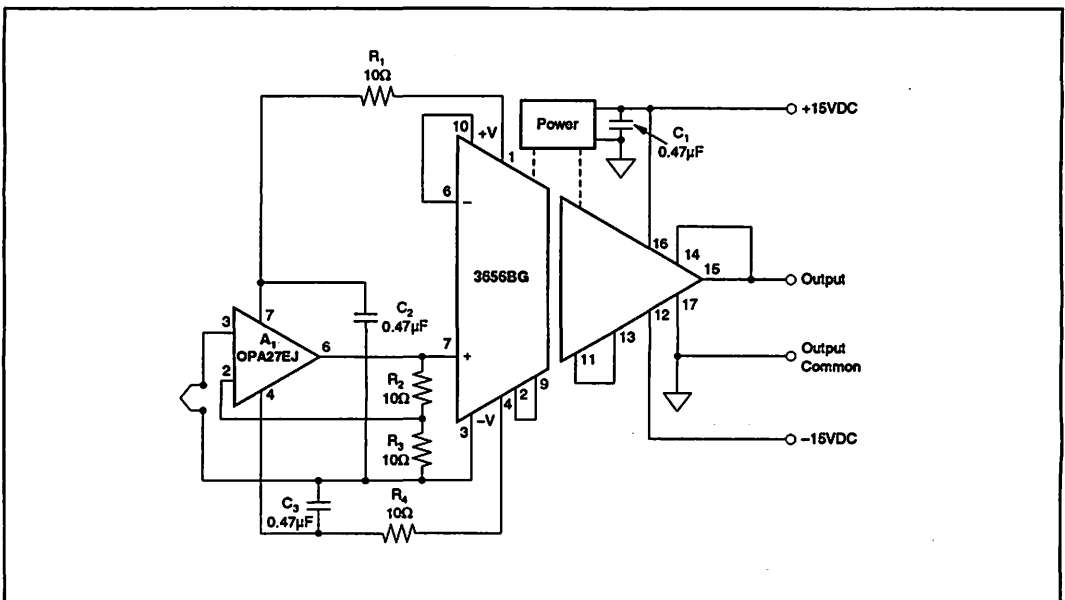 R1
10Ω
10
+V
1
Power
C1
0.47µF
+15VDC
6
−
3656BG
16
14
15
Output
17
12
Output
Common
11
13
−15VDC
3
7
A1
OPA27EJ
2
4
6
C2
0.47µF
7
+
R2
10Ω
R3
10Ω
9
2
4
−V
3
C3
0.47µF
R4
10Ω